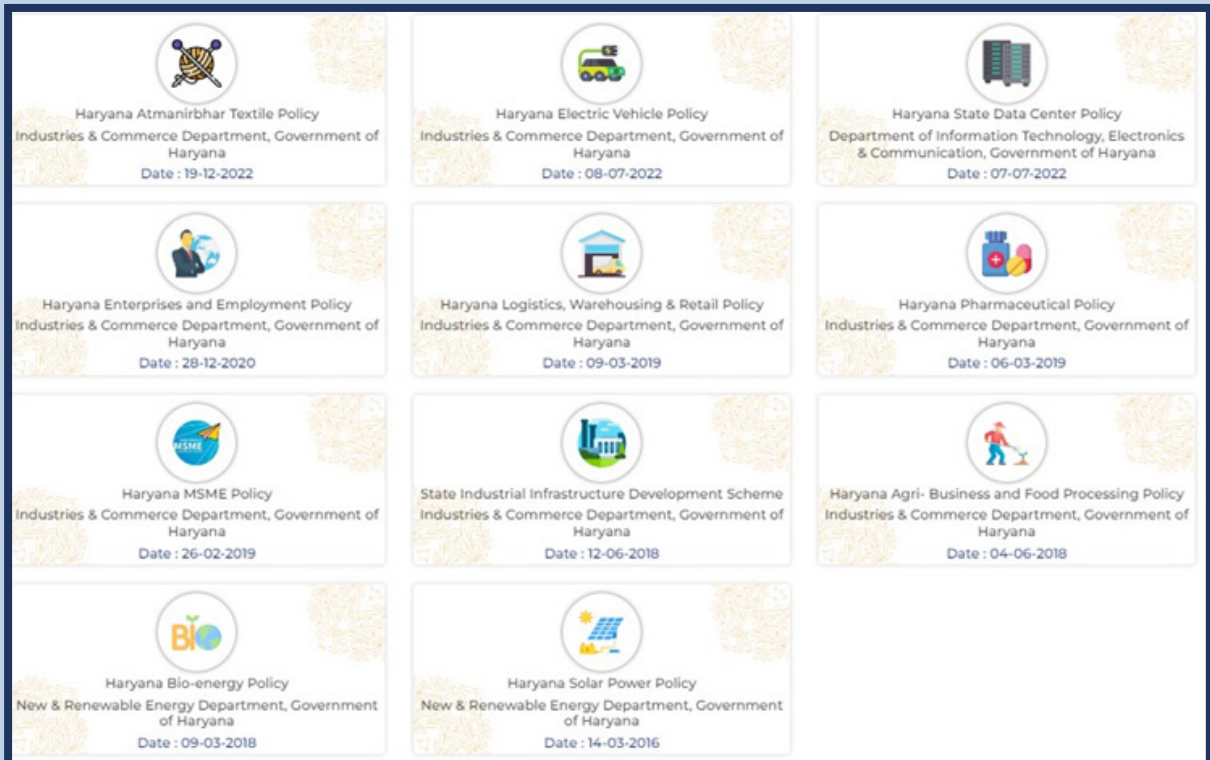 Haryana Atmanirbhar Textile Policy
Industries & Commerce Department, Government of
Haryana
Date : 19-12-2022
Haryana Electric Vehicle Policy
Industries & Commerce Department, Government of
Haryana
Date : 08-07-2022
Haryana State Data Center Policy
Department of Information Technology, Electronics
& Communication, Government of Haryana
Date : 07-07-2022
Haryana Enterprises and Employment Policy
Industries & Commerce Department, Government of
Haryana
Date : 28-12-2020
Haryana Logistics, Warehousing & Retail Policy
Industries & Commerce Department, Government of
Haryana
Date : 09-03-2019
Haryana Pharmaceutical Policy
Industries & Commerce Department, Government of
Haryana
Date : 06-03-2019
MSME
Haryana MSME Policy
Industries & Commerce Department, Government of
Haryana
Date : 26-02-2019
State Industrial Infrastructure Development Scheme
Industries & Commerce Department, Government of
Haryana
Date : 12-06-2018
Haryana Agri- Business and Food Processing Policy
Industries & Commerce Department, Government of
Haryana
Date : 04-06-2018
BIO
Haryana Bio-energy Policy
New & Renewable Energy Department, Government
of Haryana
Date : 09-03-2018
Haryana Solar Power Policy
New & Renewable Energy Department, Government
of Haryana
Date : 14-03-2016